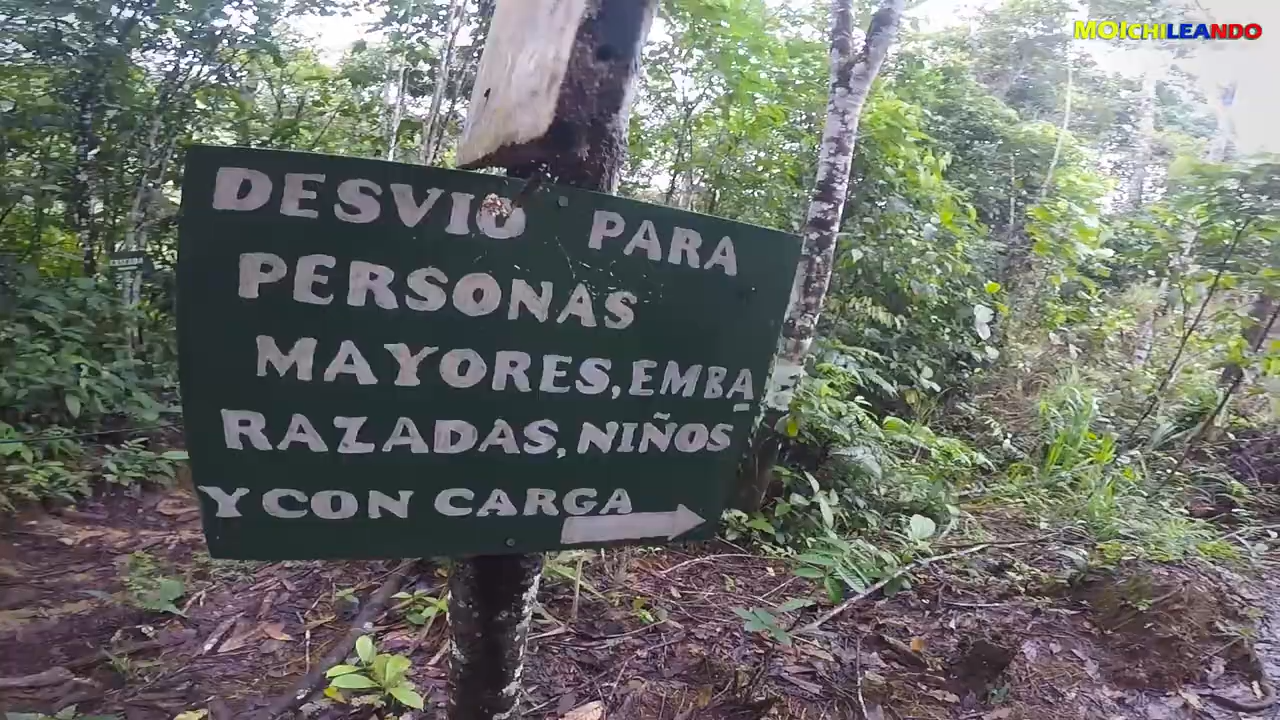 MOICHILEANDO
DESVIO PARA
PERSONAS
MAYORES, EMBA
RAZADAS, NIÑOS
Y CON CARGA